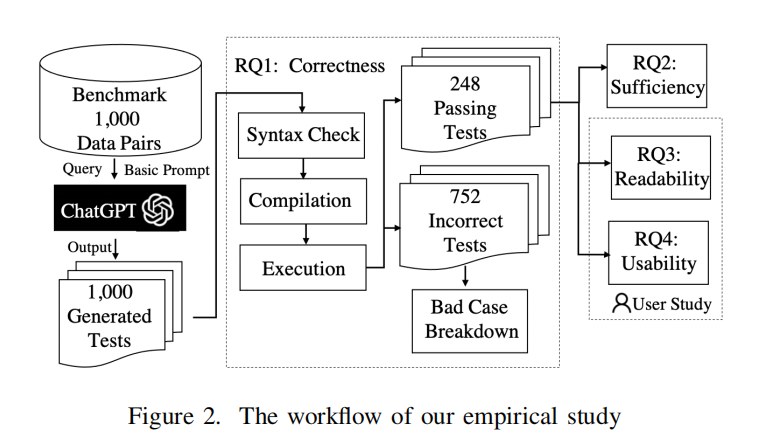 Benchmark
1,000
Data Pairs
Query
Basic Prompt
ChatGPT
Output
1,000
Generated
Tests
RQ1: Correctness
Syntax Check
Compilation
Execution
248
Passing
Tests
752
Incorrect
Tests
Bad Case
Breakdown
RQ2:
Sufficiency
RQ3:
Readability
RQ4:
Usability
User Study
Figure 2. The workflow of our empirical study